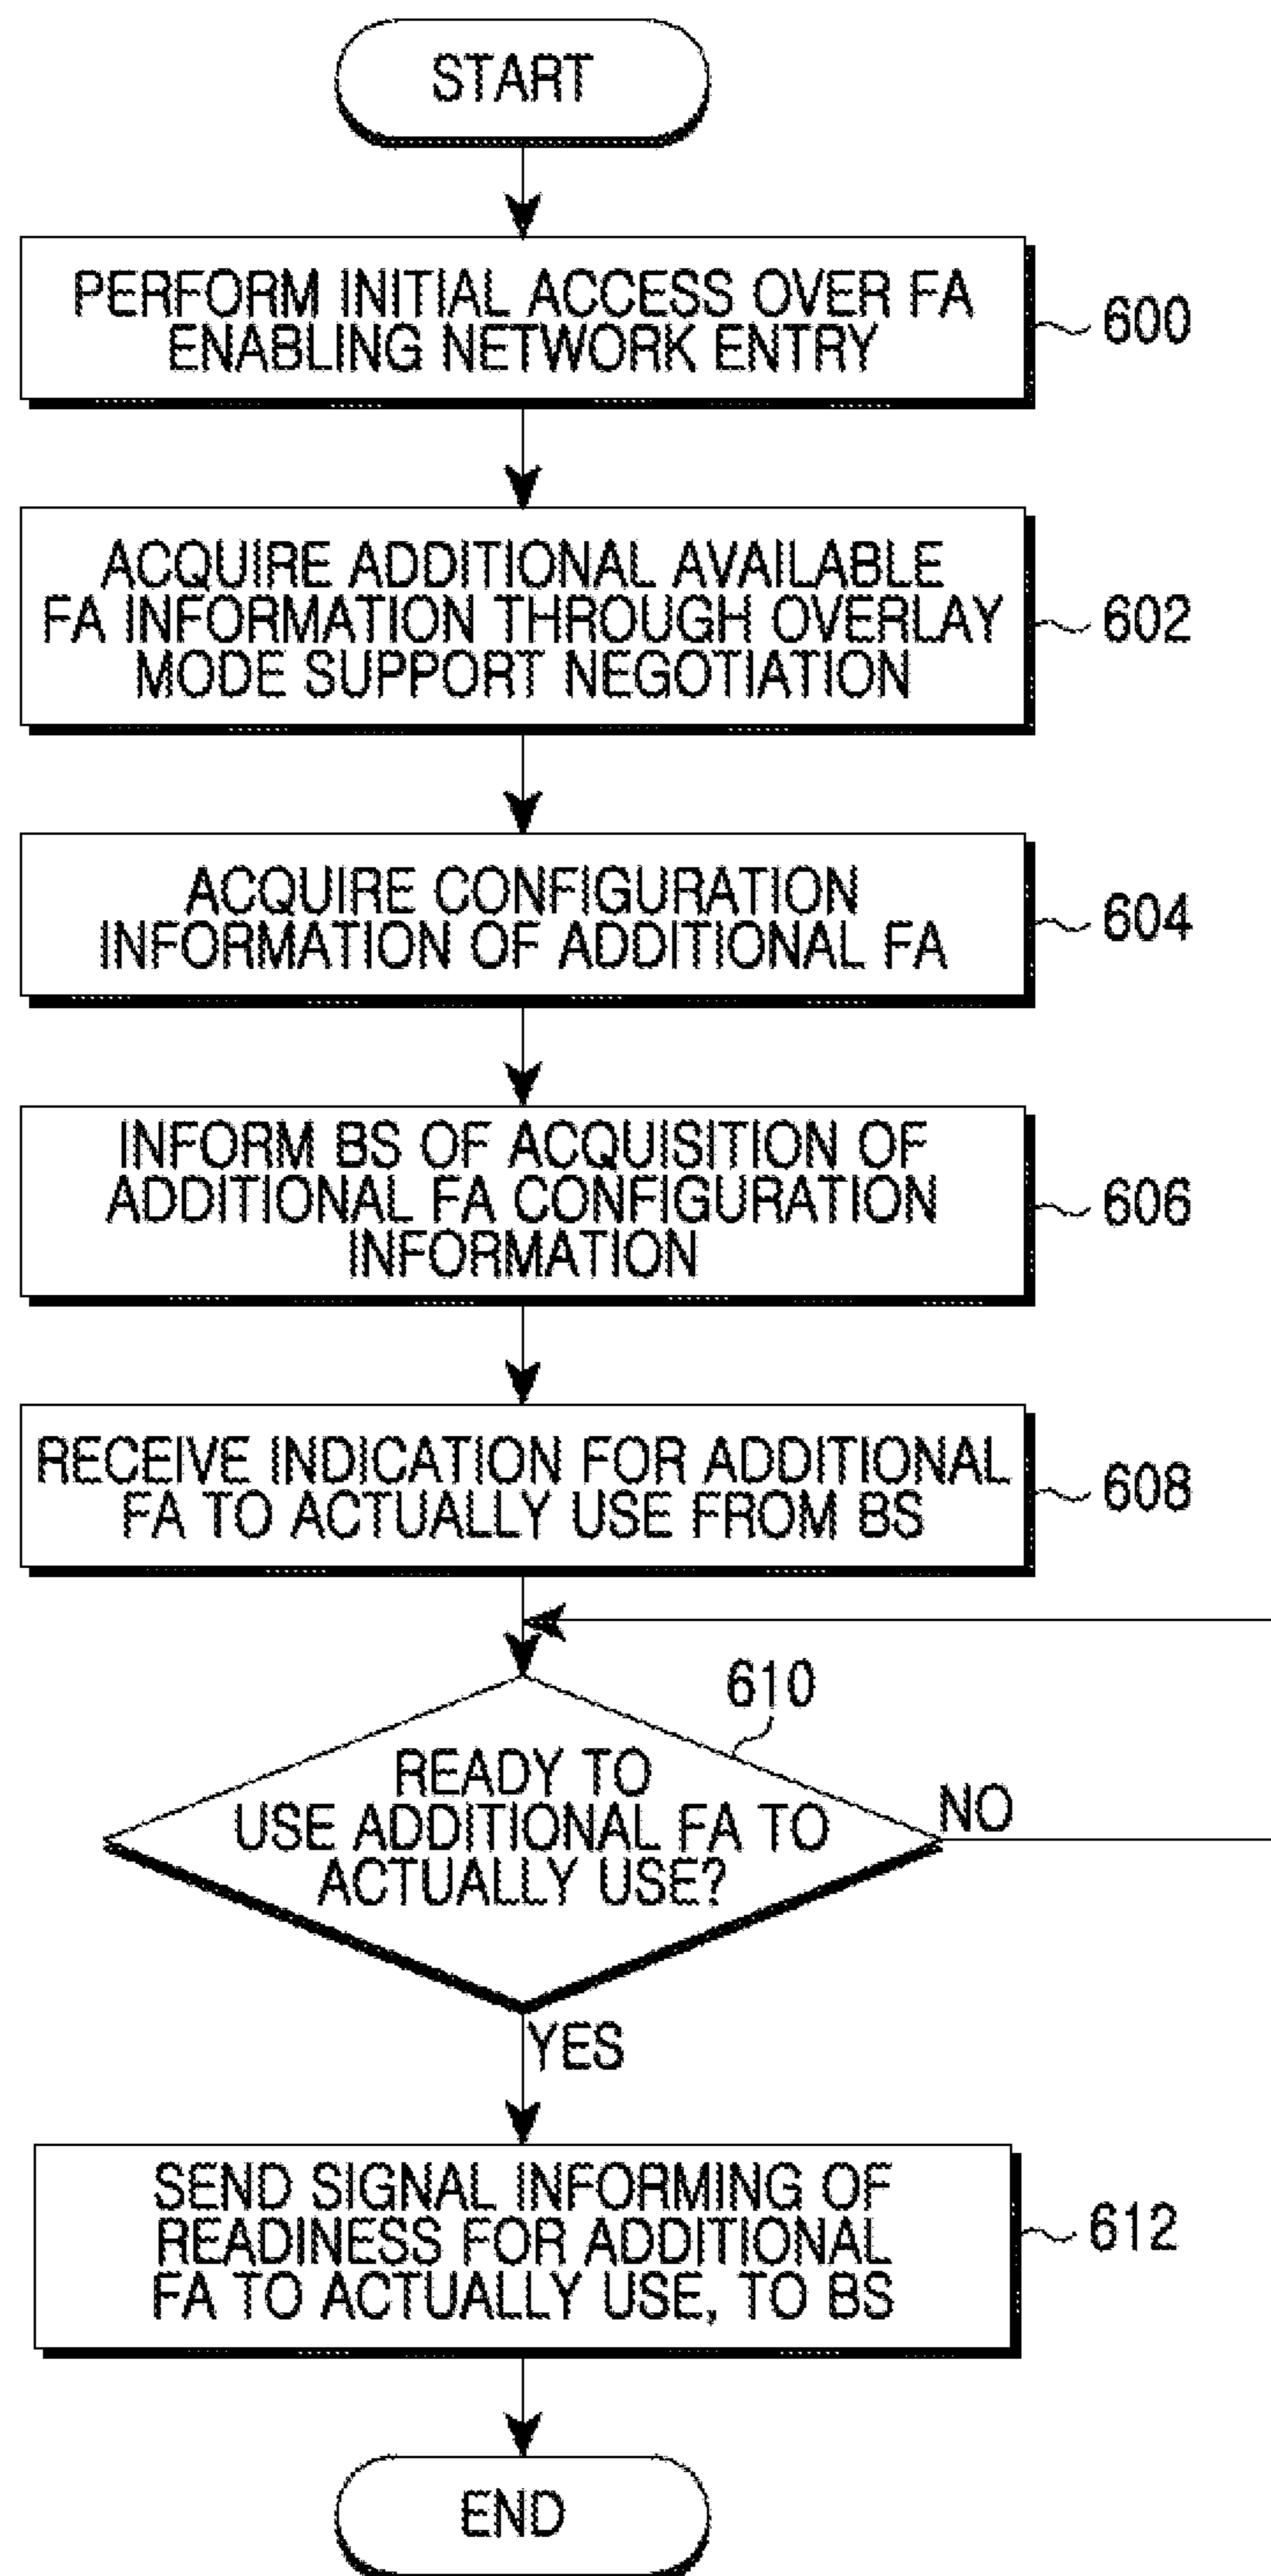 START
PERFORM INITIAL ACCESS OVER FA
ENABLING NETWORK ENTRY
600
ACQUIRE ADDITIONAL AVAILABLE
FA INFORMATION THROUGH OVERLAY
MODE SUPPORT NEGOTIATION
602
ACQUIRE CONFIGURATION
INFORMATION OF ADDITIONAL FA
604
INFORM BS OF ACQUISITION OF
ADDITIONAL FA CONFIGURATION
INFORMATION
606
RECEIVE INDICATION FOR ADDITIONAL
FA TO ACTUALLY USE FROM BS
608
610
READY TO
USE ADDITIONAL FA TO
ACTUALLY USE?
NO
YES
SEND SIGNAL INFORMING OF
READINESS FOR ADDITIONAL
FA TO ACTUALLY USE, TO BS
612
END